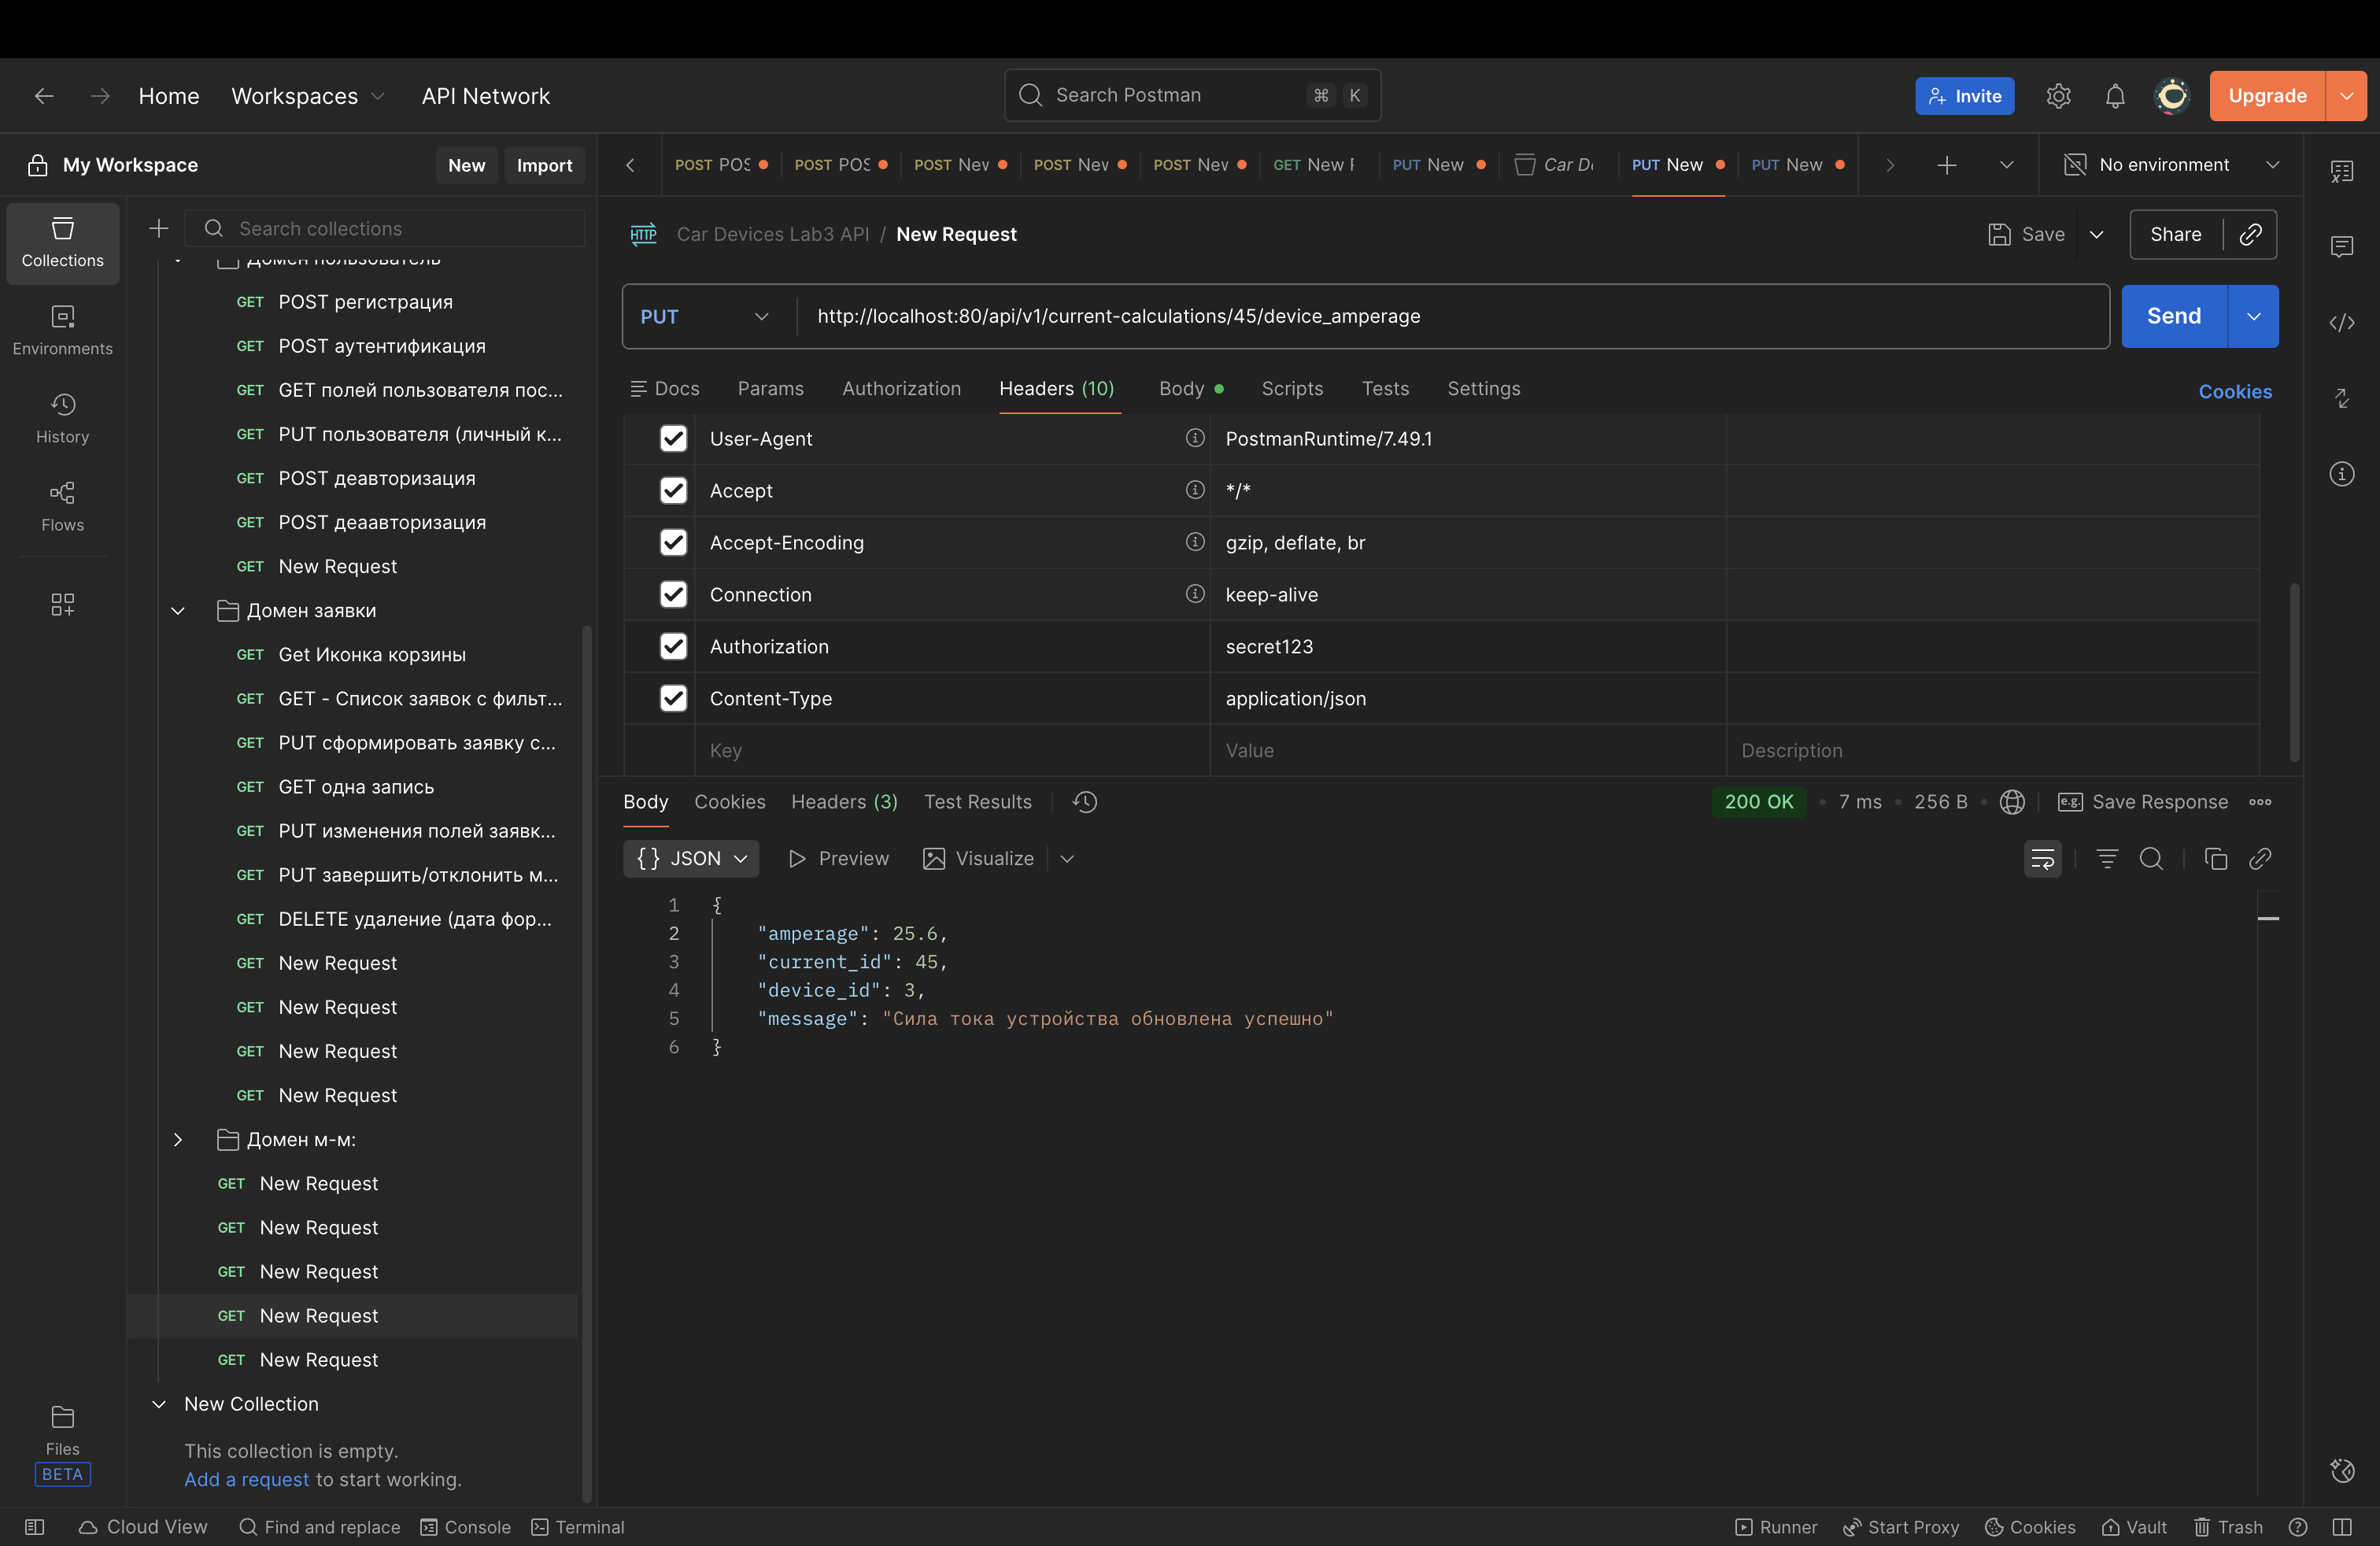 Home Workspaces API Network Search Postman ⌘ K Invite Upgrade
My Workspace New Import
POST POS POST POS POST Nev POST Nev POST Nev GET New F PUT New Car De PUT New PUT New No environment
Collections
Environments
History
Flows
Files
BETA
Search collections
Домен пользователь
GET POST регистрация
GET POST аутентификация
GET GET полей пользователя пос...
GET PUT пользователя (личный к...
GET POST деавторизация
GET POST деаавторизация
GET New Request
Домен заявки
GET Get Иконка корзины
GET GET - Список заявок с фильт...
GET PUT сформировать заявку с...
GET GET одна запись
GET PUT изменения полей заявк...
GET PUT завершить/отклонить м...
GET DELETE удаление (дата фор...
GET New Request
GET New Request
GET New Request
GET New Request
Домен м-м:
GET New Request
GET New Request
GET New Request
GET New Request
GET New Request
New Collection
This collection is empty.
Add a request to start working.
HTTP Car Devices Lab3 API / New Request Save Share
PUT http://localhost:80/api/v1/current-calculations/45/device_amperage Send
Docs Params Authorization Headers (10) Body Scripts Tests Settings Cookies
User-Agent PostmanRuntime/7.49.1
Accept */*
Accept-Encoding gzip, deflate, br
Connection keep-alive
Authorization secret123
Content-Type application/json
Key Value Description
Body Cookies Headers (3) Test Results 200 OK 7 ms 256 B e.g. Save Response
{} JSON Preview Visualize
1 {
2 "amperage": 25.6,
3 "current_id": 45,
4 "device_id": 3,
5 "message": "Сила тока устройства обновлена успешно"
6 }
Cloud View Find and replace Console Terminal Runner Start Proxy Cookies Vault Trash